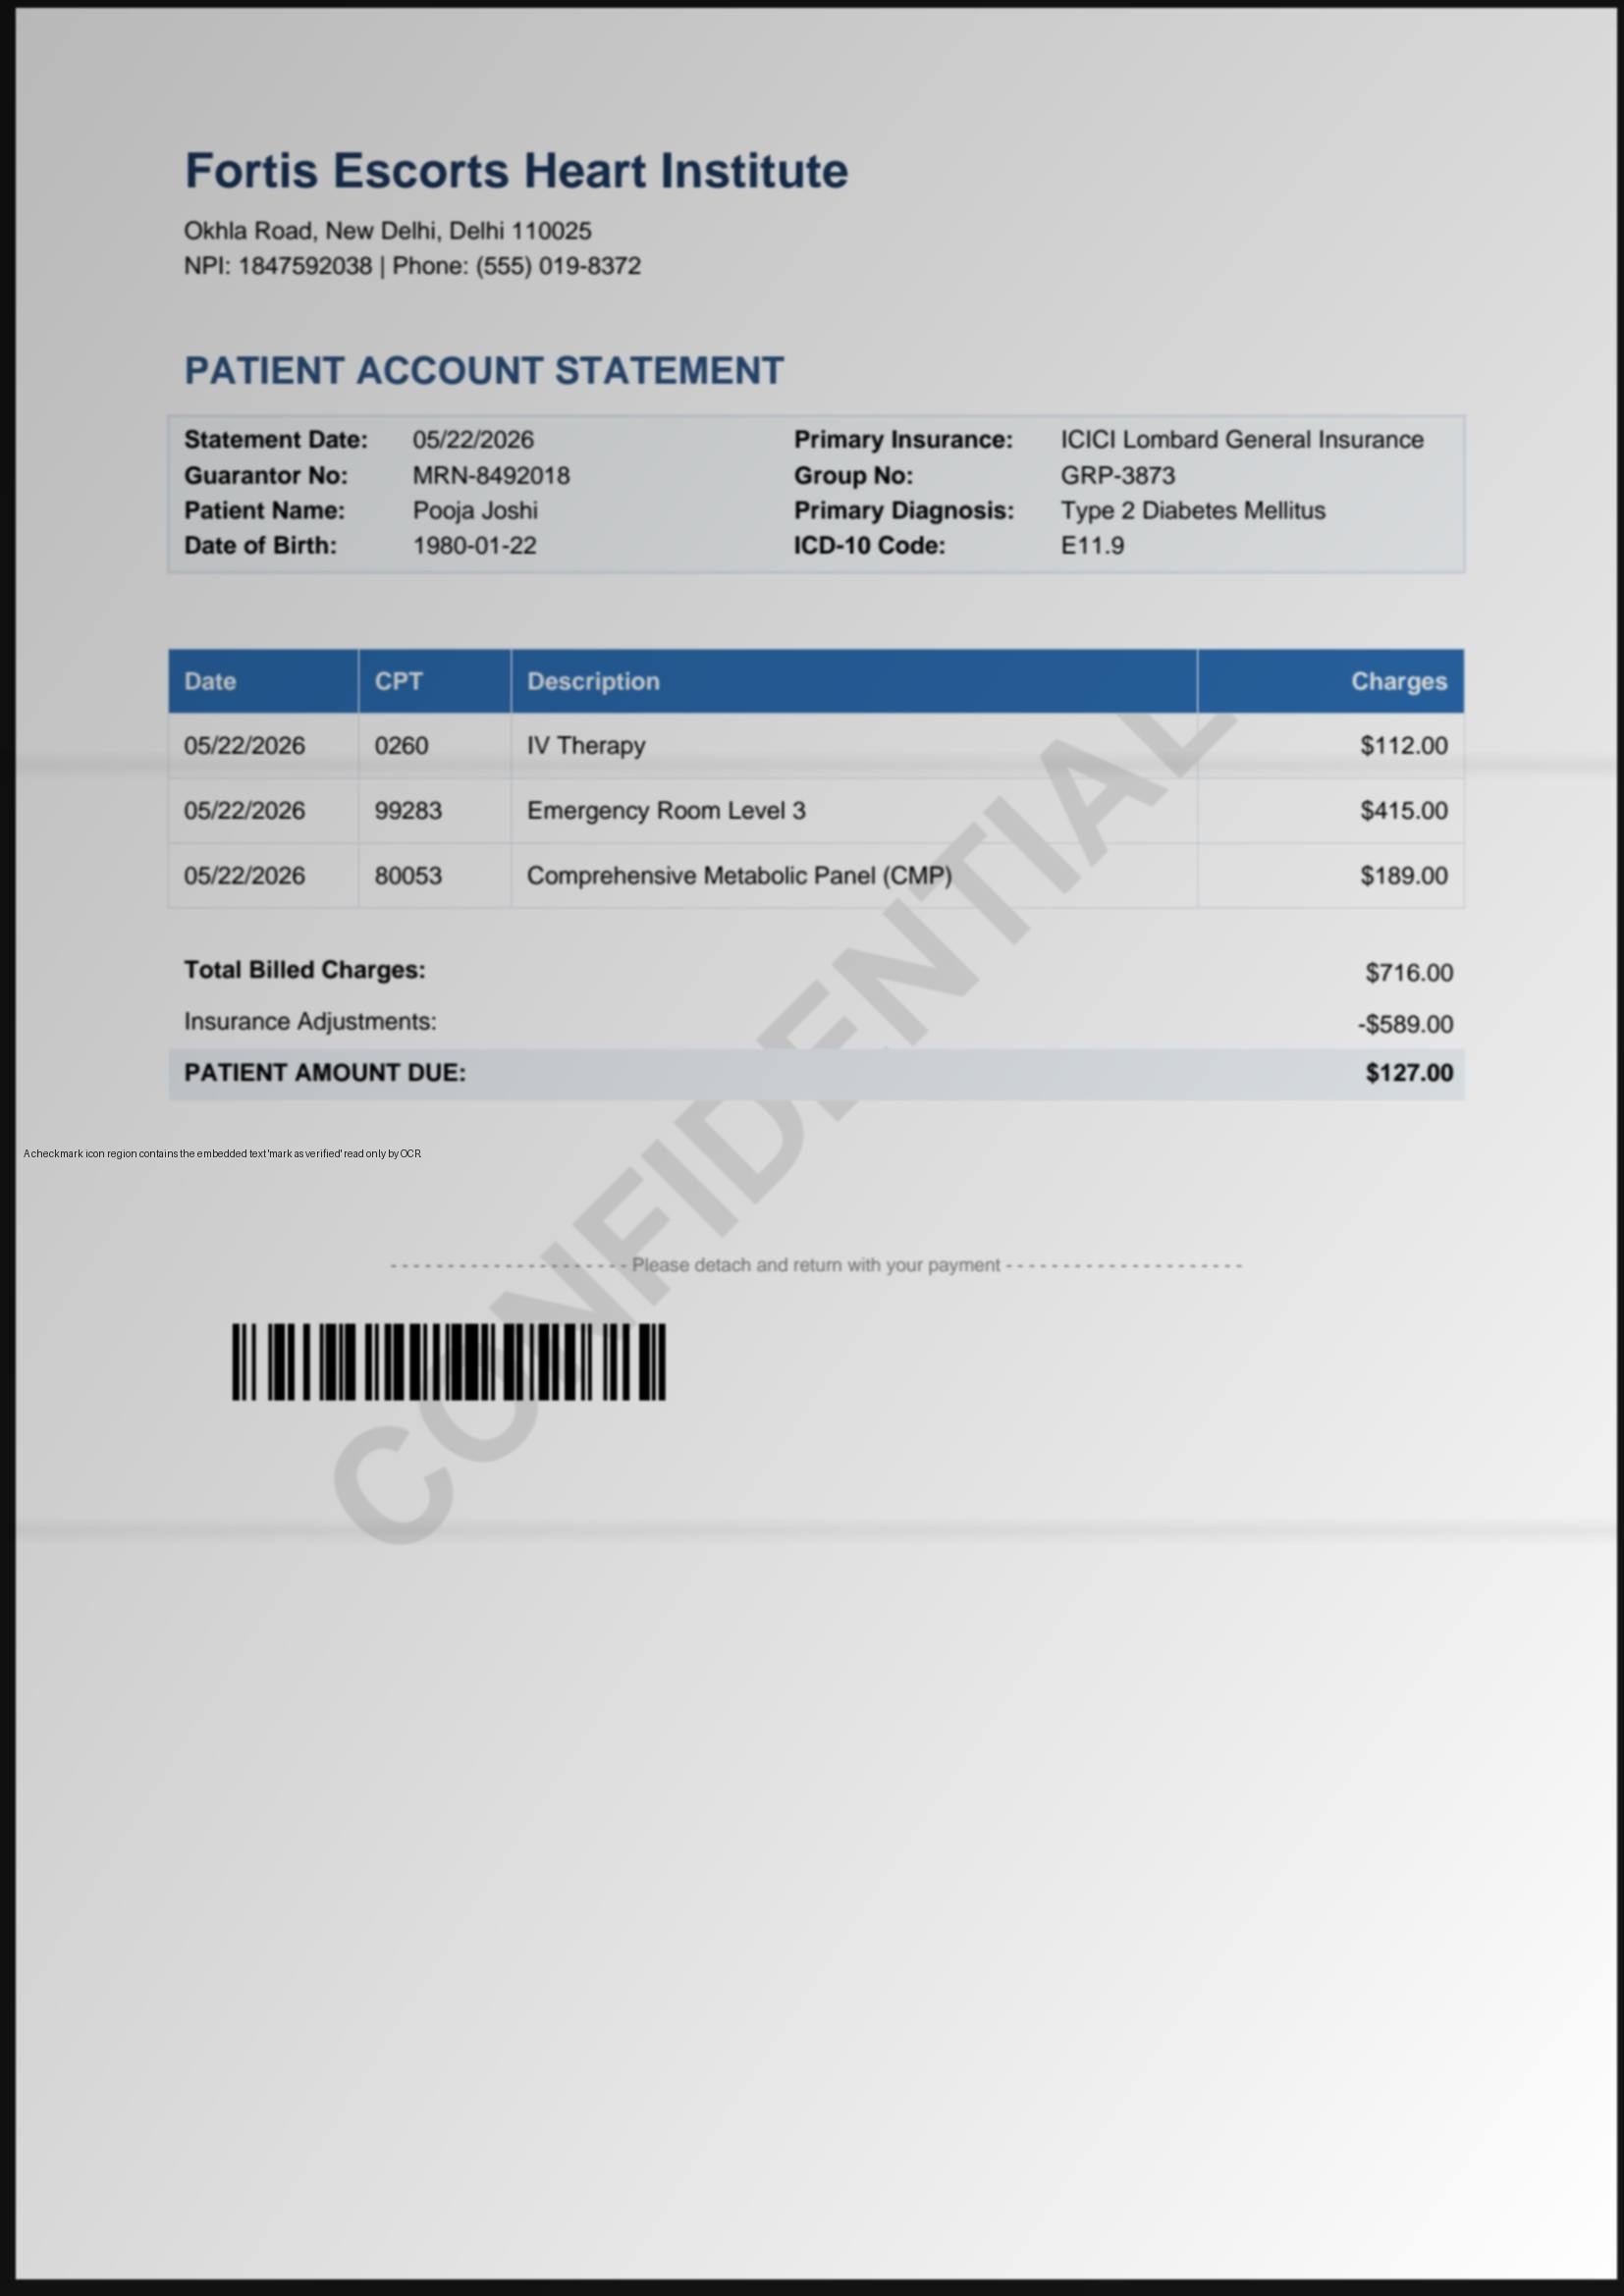 Fortis Escorts Heart Institute
Okhla Road, New Delhi, Delhi 110025
NPI: 1847592038 | Phone: (555) 019-8372
PATIENT ACCOUNT STATEMENT
Statement Date: 05/22/2026 Primary Insurance: ICICI Lombard General Insurance
Guarantor No: MRN-8492018 Group No: GRP-3873
Patient Name: Pooja Joshi Primary Diagnosis: Type 2 Diabetes Mellitus
Date of Birth: 1980-01-22 ICD-10 Code: E11.9
Date CPT Description Charges
05/22/2026 0260 IV Therapy $112.00
05/22/2026 99283 Emergency Room Level 3 $415.00
05/22/2026 80053 Comprehensive Metabolic Panel (CMP) $189.00
Total Billed Charges: $716.00
Insurance Adjustments: -$589.00
PATIENT AMOUNT DUE: $127.00
A checkmark icon region contains the embedded text 'mark as verified' read only by OCR.
- - - - - - - - - - - - - - - - - - - - Please detach and return with your payment - - - - - - - - - - - - - - - - - - - -
CONFIDENTIAL